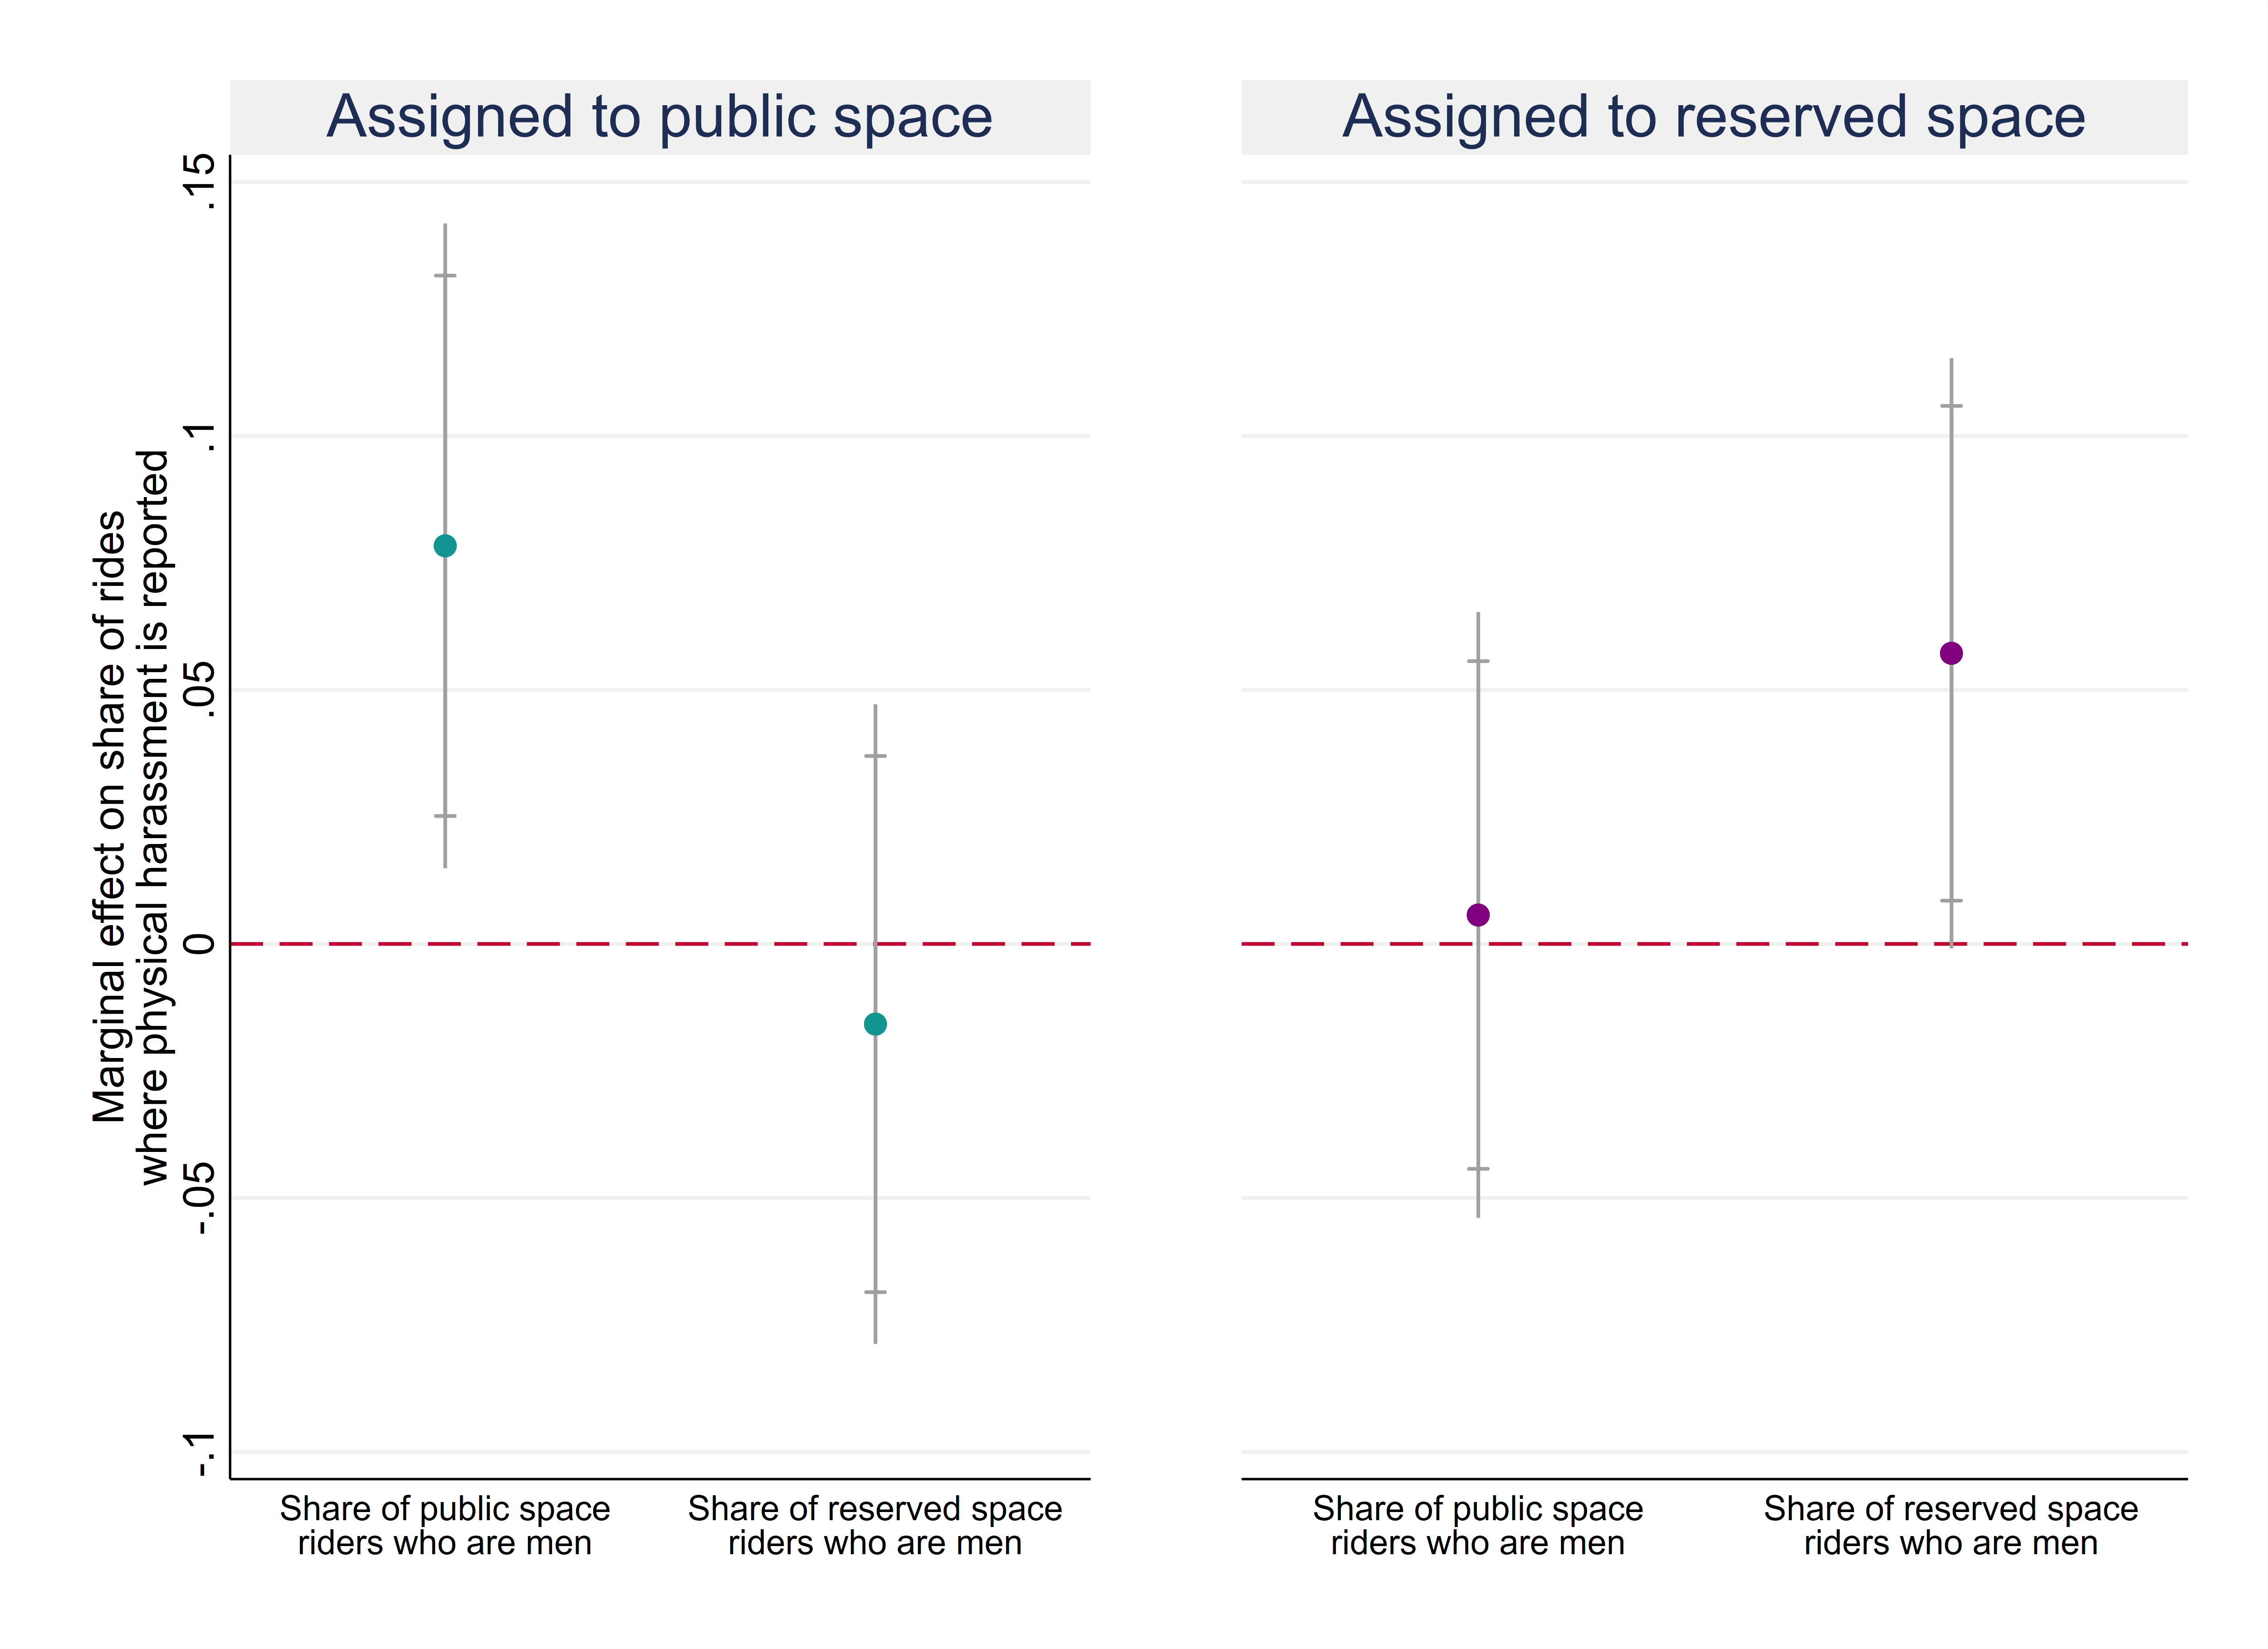 Assigned to public space
Assigned to reserved space
Marginal effect on share of rides
where physical harassment is reported
.15
.1
.05
0
-.05
-.1
Share of public space
riders who are men
Share of reserved space
riders who are men
Share of public space
riders who are men
Share of reserved space
riders who are men